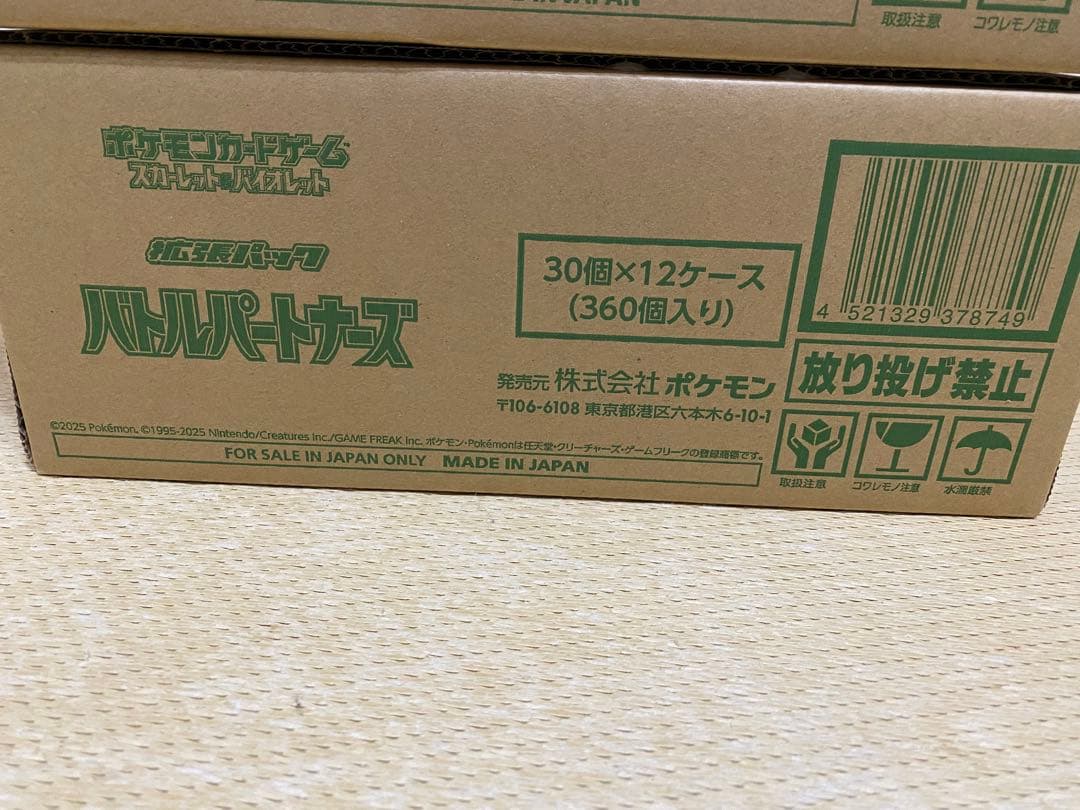 MADE IN JAPAN
取扱注意
コワレモノ注意
ポケモンカードゲーム
スカーレット&バイオレット
拡張パック
バトルパートナーズ
30個×12ケース
(360個入り)
4 521329 378749
発売元 株式会社 ポケモン
〒106-6108 東京都港区六本木6-10-1
放り投げ禁止
©2025 Pokémon. ©1995-2025 Nintendo/Creatures Inc./GAME FREAK inc. ポケモン・Pokémonは任天堂・クリーチャーズ・ゲームフリークの登録商標です。
FOR SALE IN JAPAN ONLY MADE IN JAPAN
取扱注意
コワレモノ注意
水濡厳禁